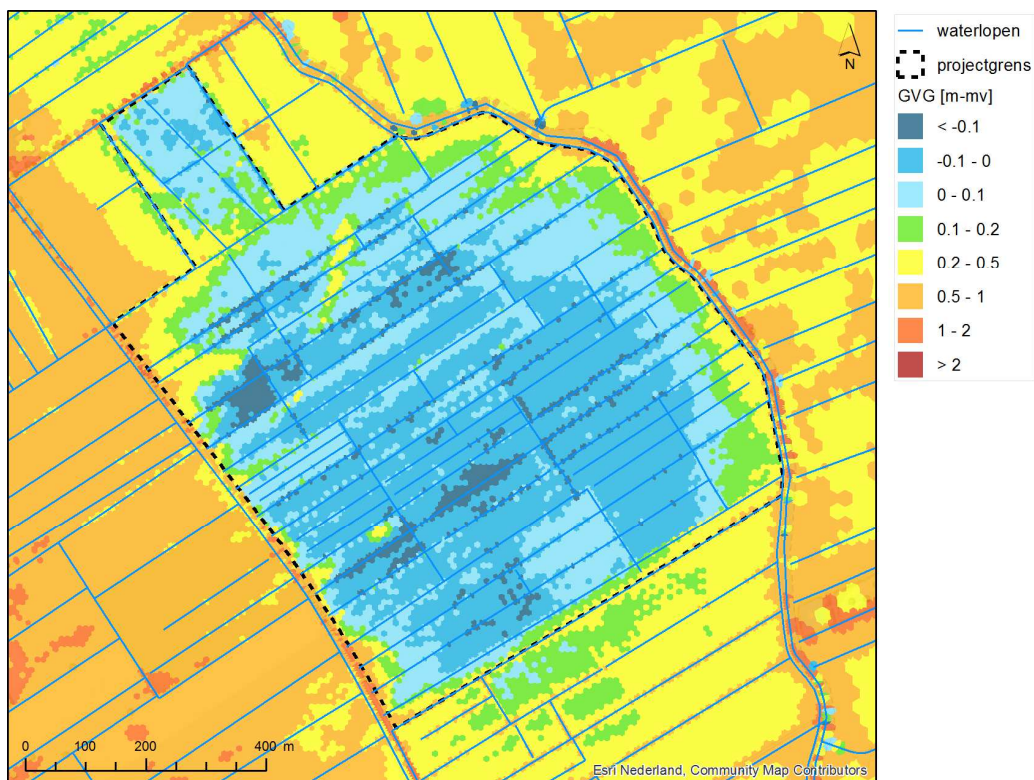 N
waterlopen
projectgrens
GVG [m-mv]
< -0.1
-0.1 - 0
0 - 0.1
0.1 - 0.2
0.2 - 0.5
0.5 - 1
1 - 2
> 2
0 100 200 400 m
Esri Nederland, Community Map Contributors